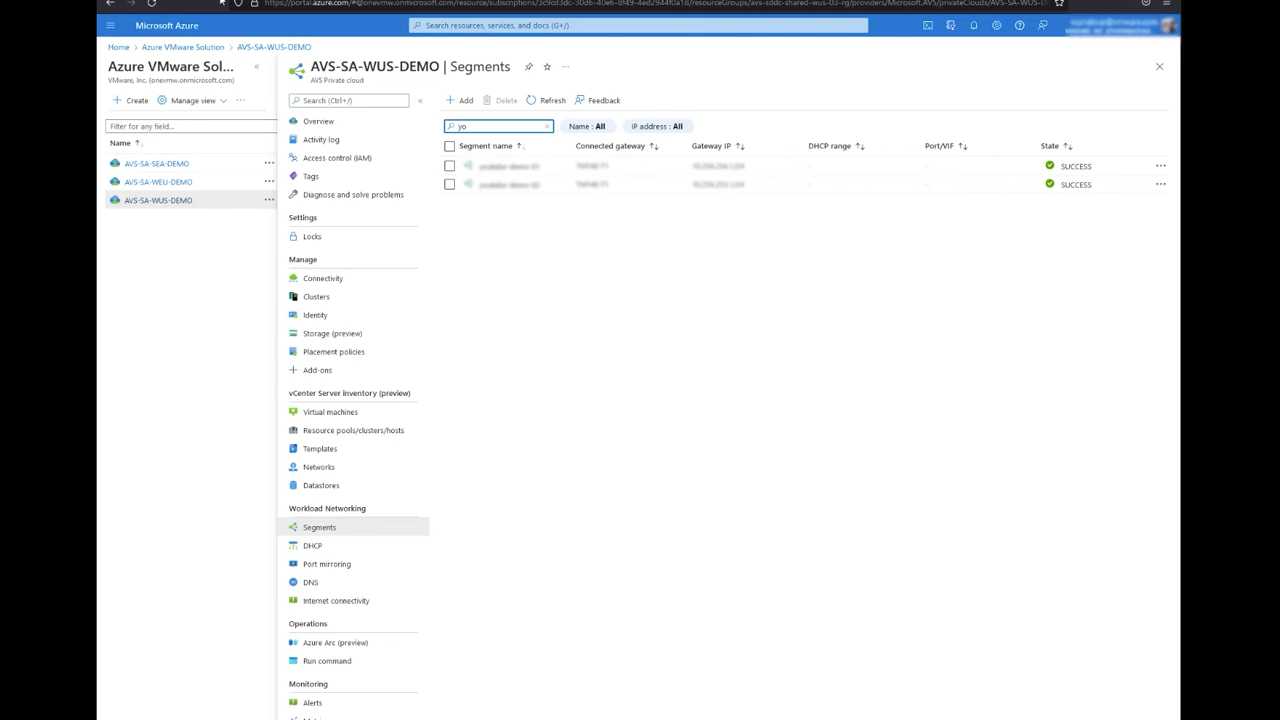 Microsoft Azure
Search resources, services, and docs (G+/)
Home > Azure VMware Solution > AVS-SA-WUS-DEMO
Azure VMware Sol...
VMware, Inc. (onevmw.onmicrosoft.com)
Create
Manage view
Filter for any field...
Name
AVS-SA-SEA-DEMO
AVS-SA-WEU-DEMO
AVS-SA-WUS-DEMO
AVS-SA-WUS-DEMO | Segments
AVS Private cloud
Search (Ctrl+/)
Overview
Activity log
Access control (IAM)
Tags
Diagnose and solve problems
Settings
Locks
Manage
Connectivity
Clusters
Identity
Storage (preview)
Placement policies
Add-ons
vCenter Server Inventory (preview)
Virtual machines
Resource pools/clusters/hosts
Templates
Networks
Datastores
Workload Networking
Segments
DHCP
Port mirroring
DNS
Internet connectivity
Operations
Azure Arc (preview)
Run command
Monitoring
Alerts
Add
Delete
Refresh
Feedback
yo
Name : All
IP address : All
Segment name
Connected gateway
Gateway IP
DHCP range
Port/VIF
State
SUCCESS
SUCCESS